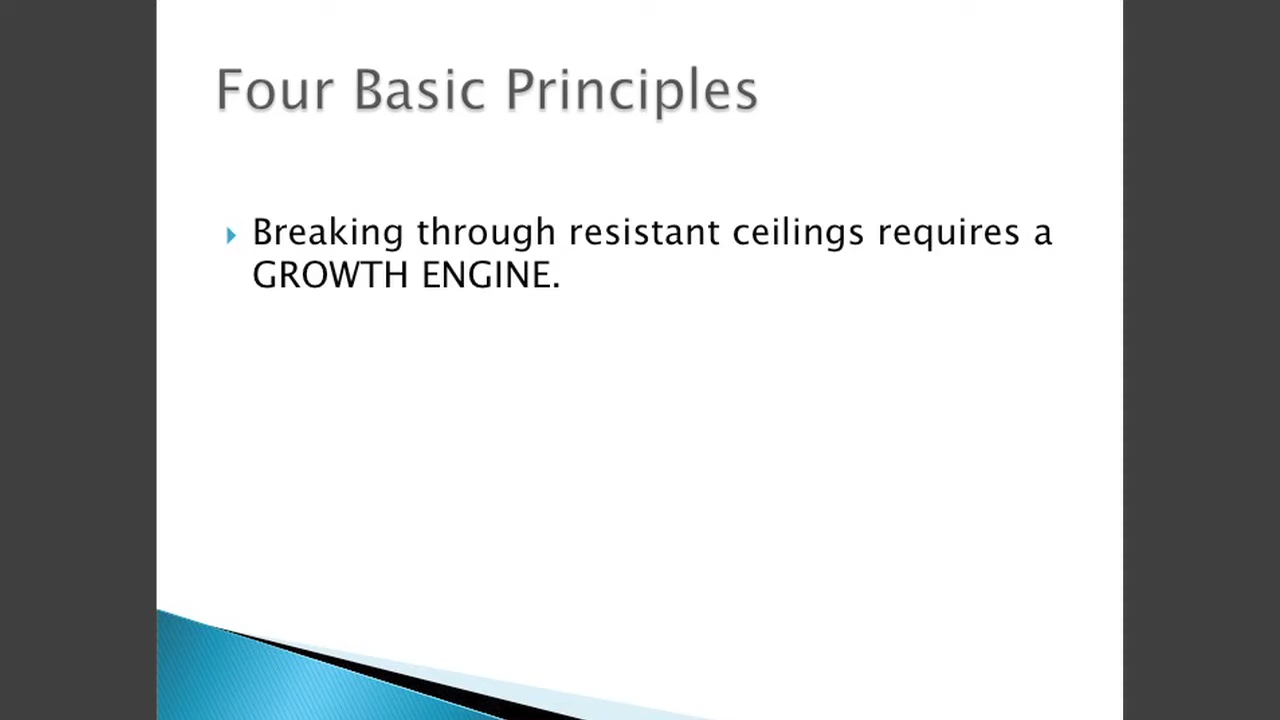 Four Basic Principles
Breaking through resistant ceilings requires a
GROWTH ENGINE.